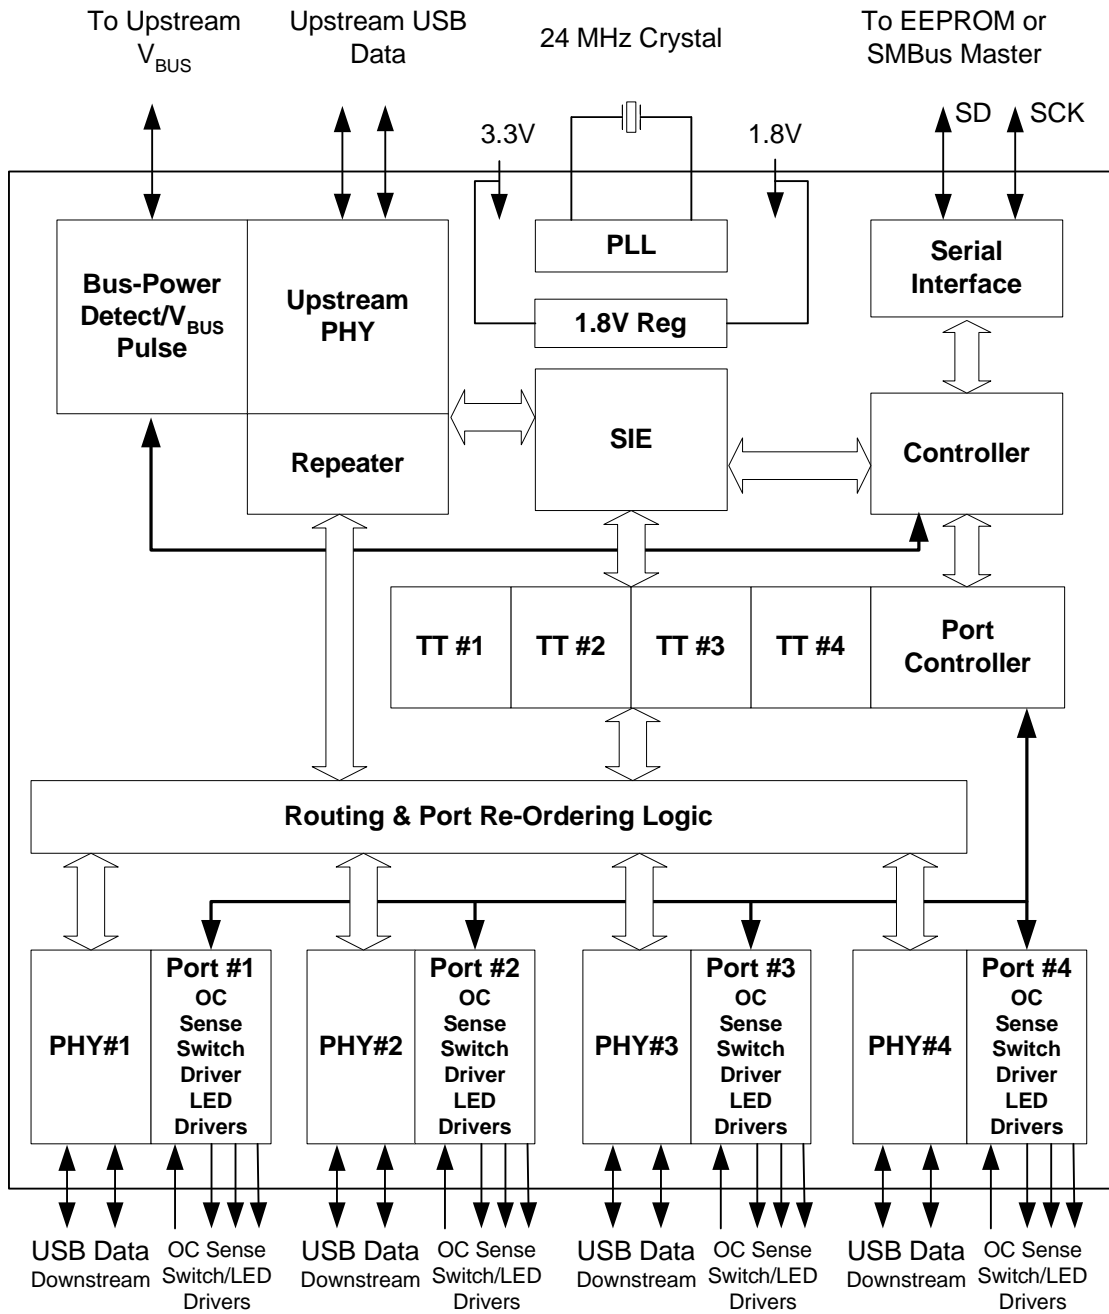 To Upstream
VBUS
Upstream USB
Data
24 MHz Crystal
To EEPROM or
SMBus Master
3.3V
1.8V
SD
SCK
Bus-Power
Detect/VBUS
Pulse
Upstream
PHY
PLL
1.8V Reg
Serial
Interface
Repeater
SIE
Controller
TT #1
TT #2
TT #3
TT #4
Port
Controller
Routing & Port Re-Ordering Logic
PHY#1
Port #1
OC
Sense
Switch
Driver
LED
Drivers
PHY#2
Port #2
OC
Sense
Switch
Driver
LED
Drivers
PHY#3
Port #3
OC
Sense
Switch
Driver
LED
Drivers
PHY#4
Port #4
OC
Sense
Switch
Driver
LED
Drivers
USB Data
Downstream
OC Sense
Switch/LED
Drivers
USB Data
Downstream
OC Sense
Switch/LED
Drivers
USB Data
Downstream
OC Sense
Switch/LED
Drivers
USB Data
Downstream
OC Sense
Switch/LED
Drivers